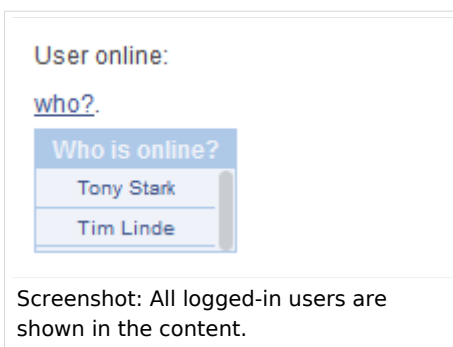 User online:
who?.
Who is online?
Tony Stark
Tim Linde
Screenshot: All logged-in users are
shown in the content.